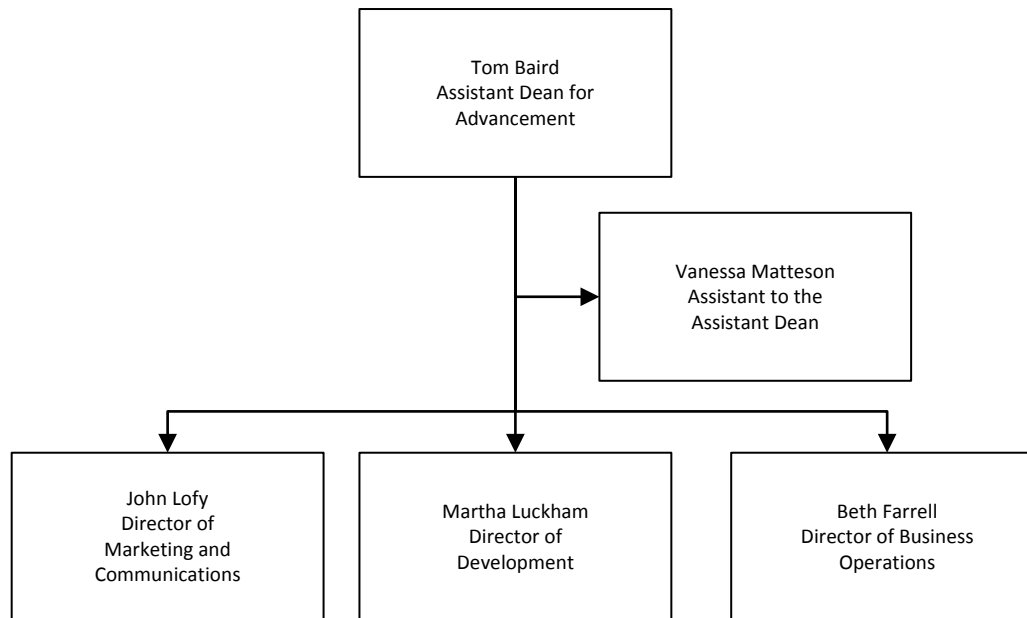 Tom Baird
Assistant Dean for
Advancement
Vanessa Matteson
Assistant to the
Assistant Dean
John Lofy
Director of
Marketing and
Communications
Martha Luckham
Director of
Development
Beth Farrell
Director of Business
Operations